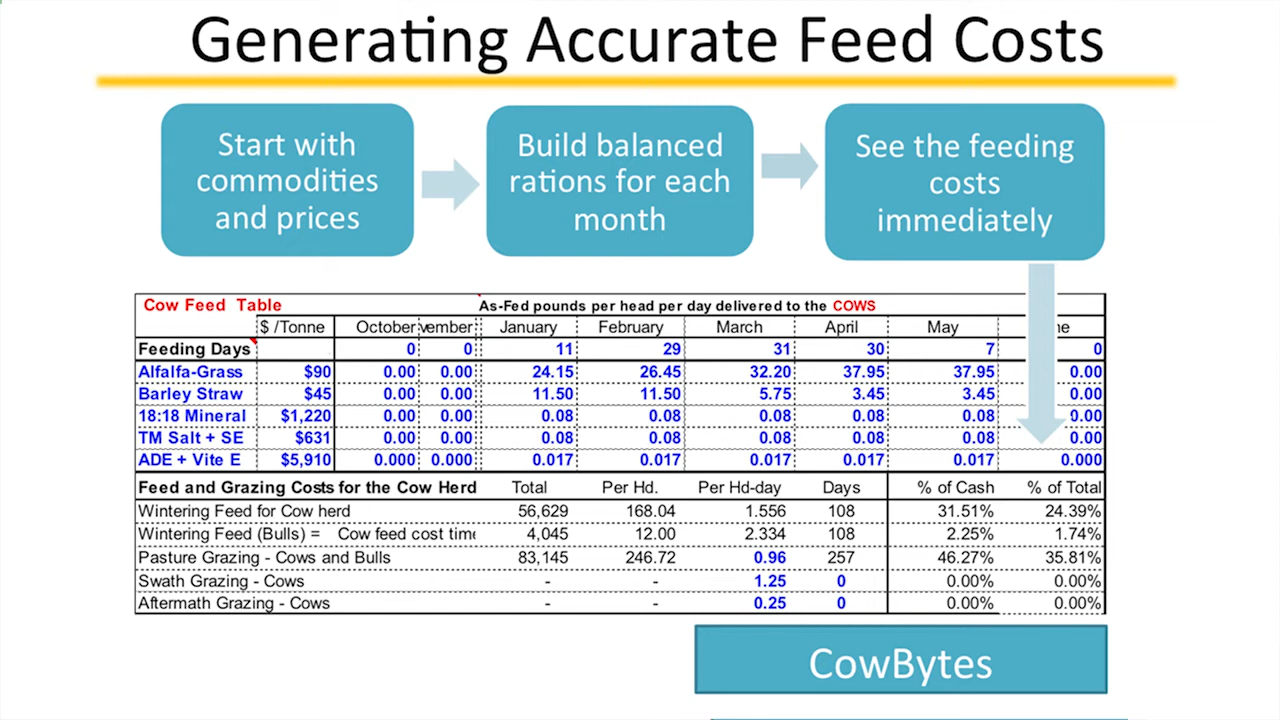 Generating Accurate Feed Costs
Start with
commodities
and prices
Build balanced
rations for each
month
See the feeding
costs
immediately
Cow Feed Table As-Fed pounds per head per day delivered to the COWS
$ /Tonne October vember January February March April May ne
Feeding Days 0 0 11 29 31 30 7 0
Alfalfa-Grass $90 0.00 0.00 24.15 26.45 32.20 37.95 37.95 0.00
Barley Straw $45 0.00 0.00 11.50 11.50 5.75 3.45 3.45 0.00
18:18 Mineral $1,220 0.00 0.00 0.08 0.08 0.08 0.08 0.08 0.00
TM Salt + SE $631 0.00 0.00 0.08 0.08 0.08 0.08 0.08 0.00
ADE + Vite E $5,910 0.000 0.000 0.017 0.017 0.017 0.017 0.017 0.000
Feed and Grazing Costs for the Cow Herd Total Per Hd. Per Hd-day Days % of Cash % of Total
Wintering Feed for Cow herd 56,629 168.04 1.556 108 31.51% 24.39%
Wintering Feed (Bulls) = Cow feed cost time 4,045 12.00 2.334 108 2.25% 1.74%
Pasture Grazing - Cows and Bulls 83,145 246.72 0.96 257 46.27% 35.81%
Swath Grazing - Cows - - 1.25 0 0.00% 0.00%
Aftermath Grazing - Cows - - 0.25 0 0.00% 0.00%
CowBytes